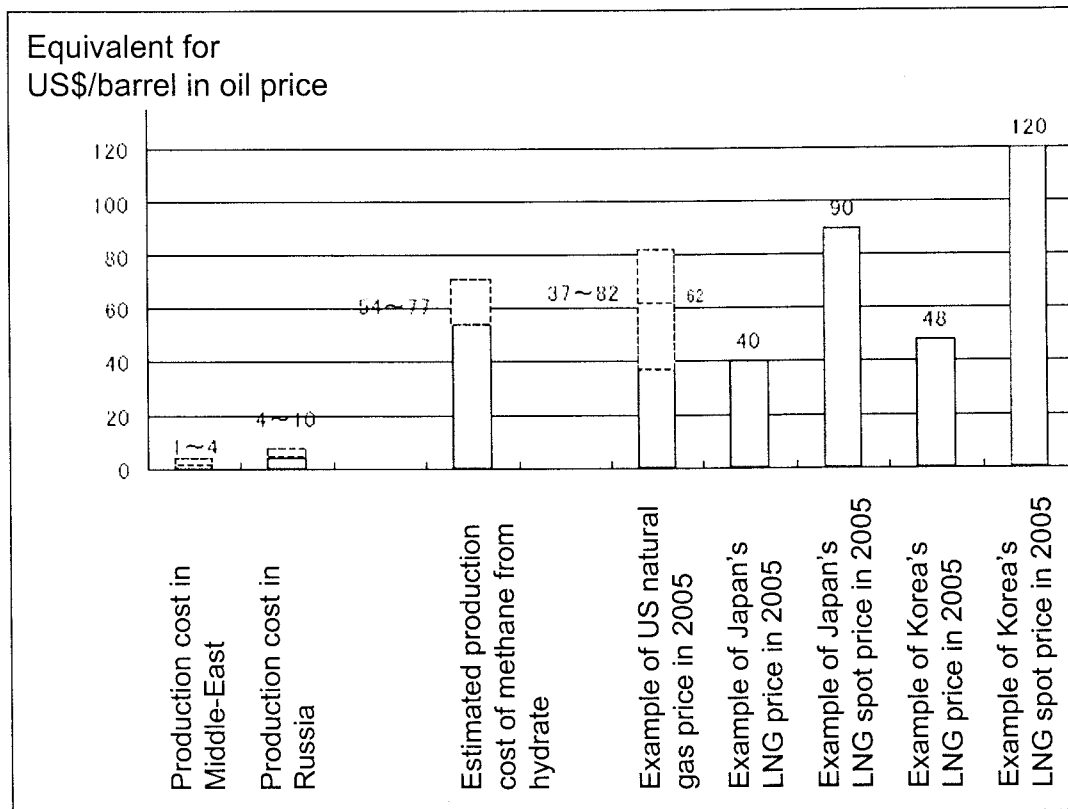 Equivalent for
US$/barrel in oil price
120
100
80
60
40
20
0
1~4
4~10
54~77
37~82
62
40
90
48
120
Production cost in
Middle-East
Production cost in
Russia
Estimated production
cost of methane from
hydrate
Example of US natural
gas price in 2005
Example of Japan's
LNG price in 2005
Example of Japan's
LNG spot price in 2005
Example of Korea's
LNG price in 2005
Example of Korea's
LNG spot price in 2005